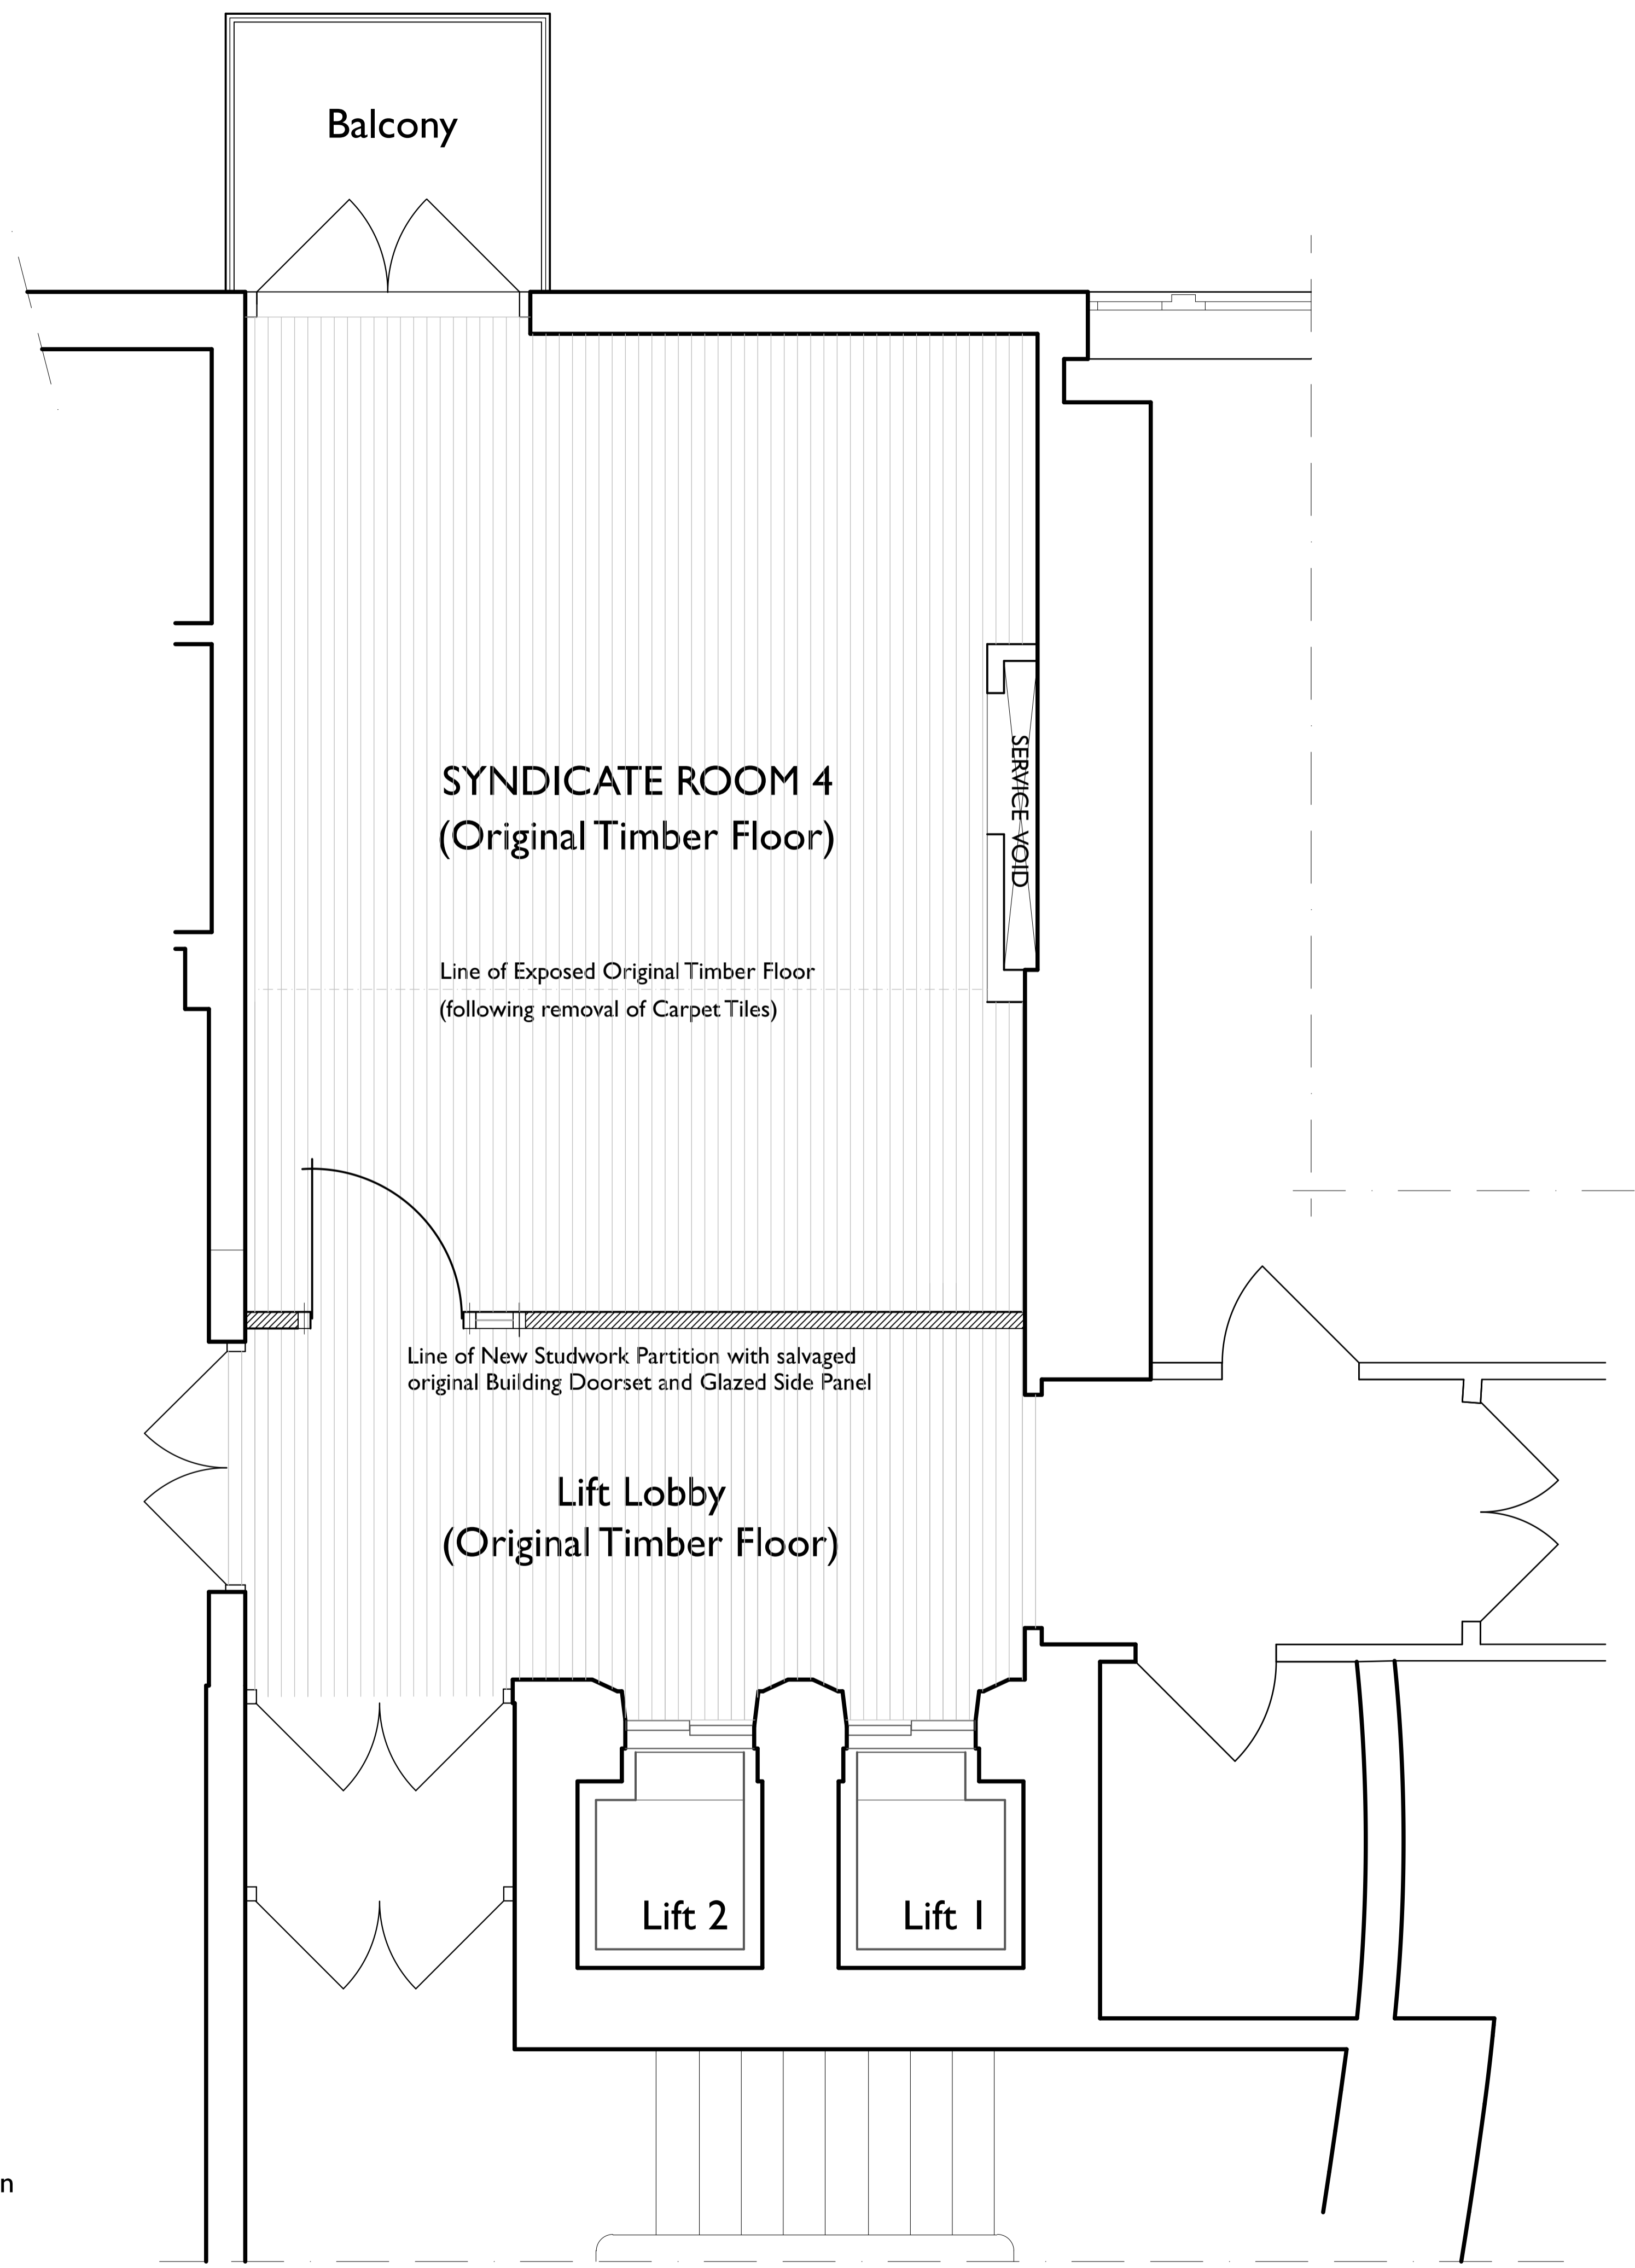 Balcony
SYNDICATE ROOM 4
(Original Timber Floor)
SERVICE VOID
Line of Exposed Original Timber Floor
(following removal of Carpet Tiles)
Line of New Studwork Partition with salvaged
original Building Doorset and Glazed Side Panel
Lift Lobby
(Original Timber Floor)
Lift 2
Lift 1
n